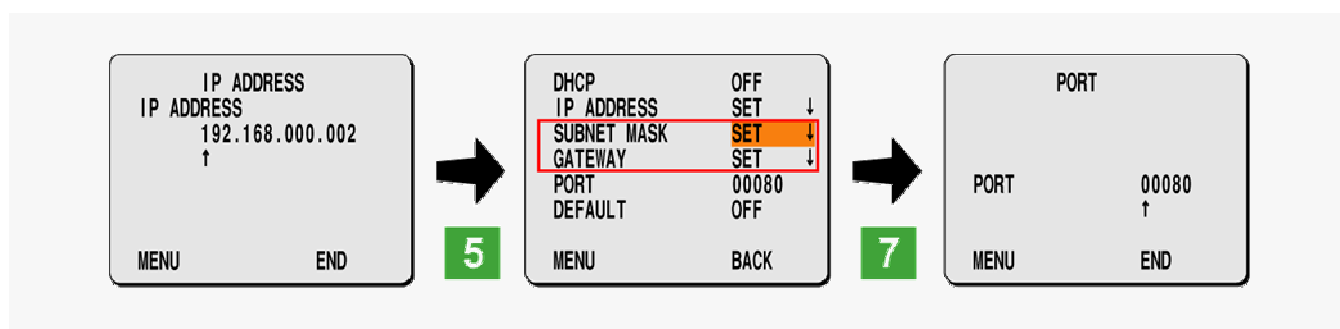 IP ADDRESS
IP ADDRESS
192.168.000.002
↑
MENU END
5
DHCP OFF
IP ADDRESS SET ↓
SUBNET MASK SET ↓
GATEWAY SET ↓
PORT 00080
DEFAULT OFF
MENU BACK
7
PORT
PORT 00080
↑
MENU END